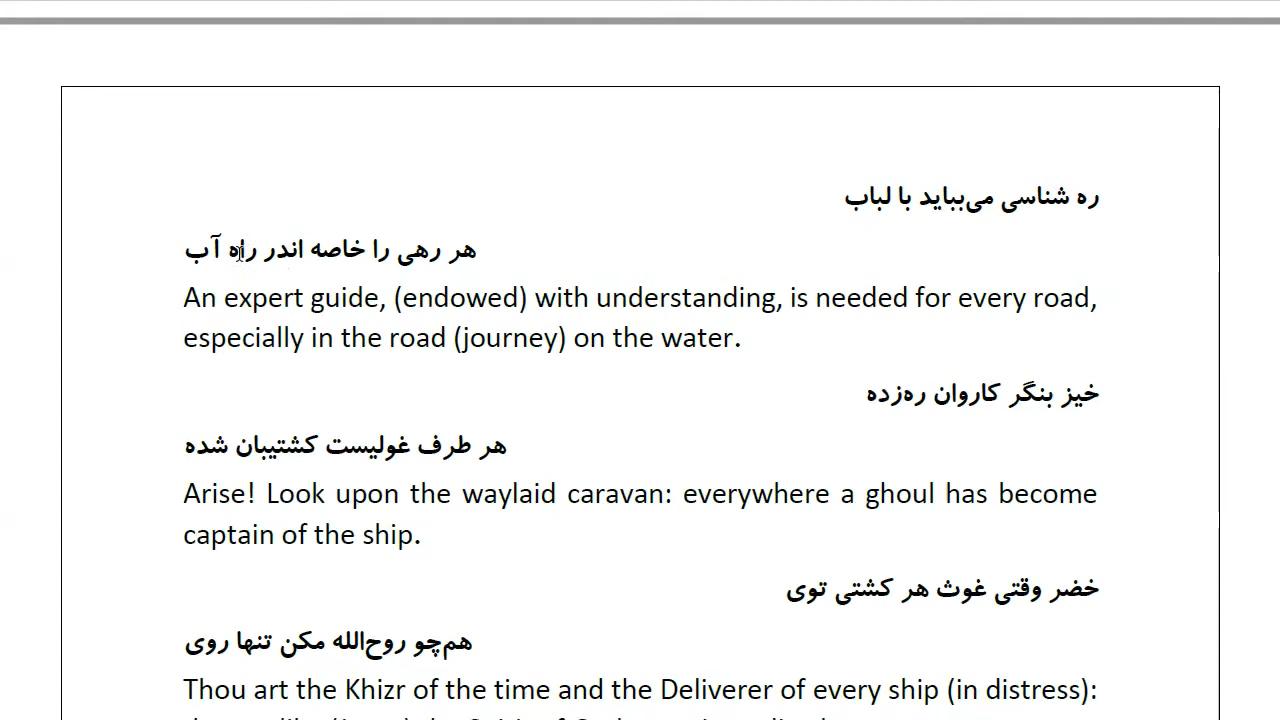 ره شناسی می‌بباید با لباب
هر رهی را خاصه اندر راه آب
An expert guide, (endowed) with understanding, is needed for every road,
especially in the road (journey) on the water.
خیز بنگر کاروان ره‌زده
هر طرف غولیست کشتیبان شده
Arise! Look upon the waylaid caravan: everywhere a ghoul has become
captain of the ship.
خضر وقتی غوث هر کشتی توی
هم‌چو روح‌الله مکن تنها روی
Thou art the Khizr of the time and the Deliverer of every ship (in distress):